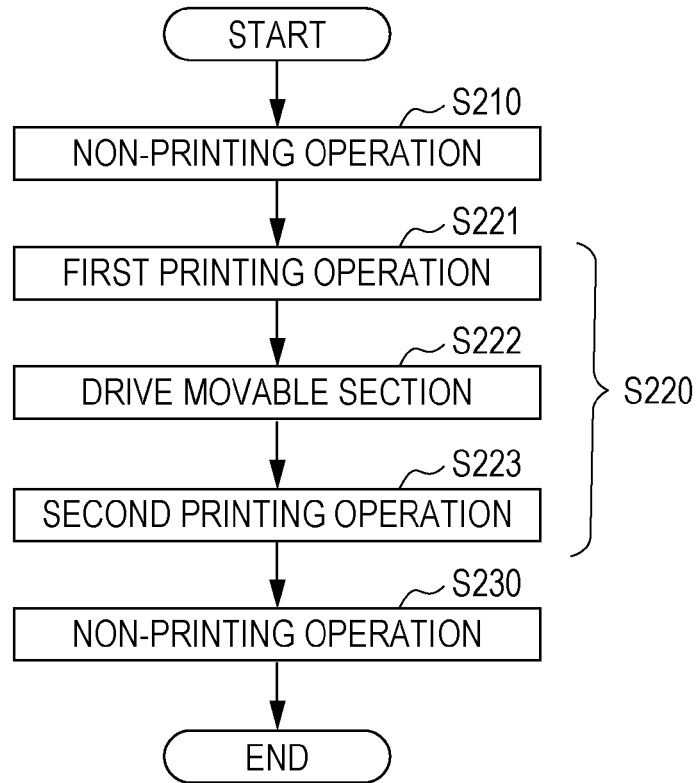 START
S210
NON-PRINTING OPERATION
S221
FIRST PRINTING OPERATION
S222
DRIVE MOVABLE SECTION
S220
S223
SECOND PRINTING OPERATION
S230
NON-PRINTING OPERATION
END